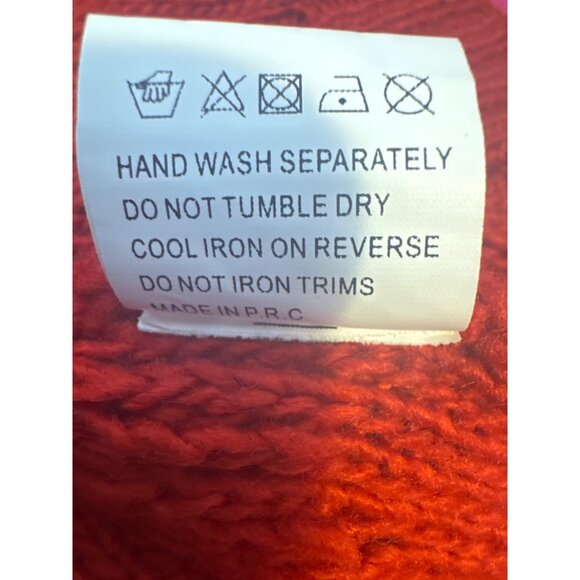 HAND WASH SEPARATELY
DO NOT TUMBLE DRY
COOL IRON ON REVERSE
DO NOT IRON TRIMS
MADE IN P.R.C